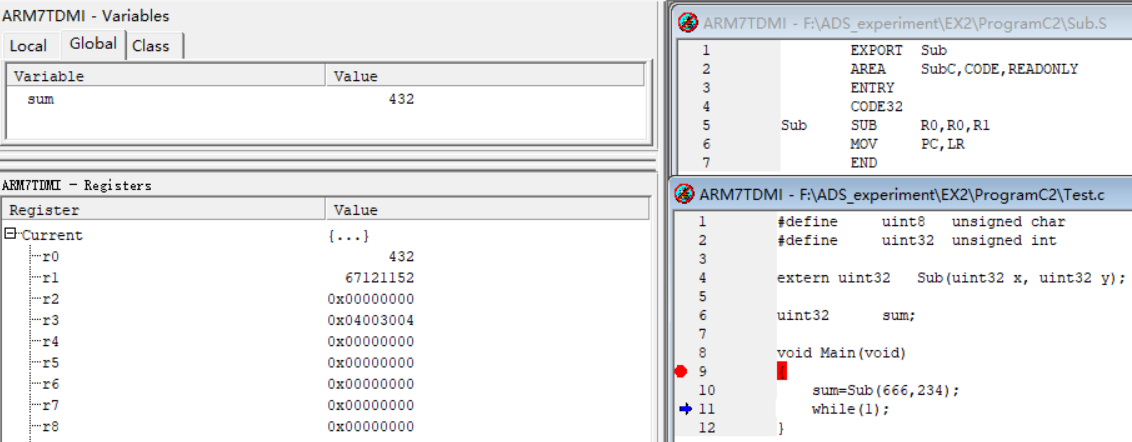 ARM7TDMI - Variables
Local Global Class
Variable Value
sum 432
ARM7TDMI - Registers
Register Value
Current {...}
r0 432
r1 67121152
r2 0x00000000
r3 0x04003004
r4 0x00000000
r5 0x00000000
r6 0x00000000
r7 0x00000000
r8 0x00000000
ARM7TDMI - F:\ADS_experiment\EX2\ProgramC2\Sub.S
1 EXPORT Sub
2 AREA SubC,CODE,READONLY
3 ENTRY
4 CODE32
5 Sub SUB R0,R0,R1
6 MOV PC,LR
7 END
ARM7TDMI - F:\ADS_experiment\EX2\ProgramC2\Test.c
1 #define uint8 unsigned char
2 #define uint32 unsigned int
3
4 extern uint32 Sub(uint32 x, uint32 y);
5
6 uint32 sum;
7
8 void Main(void)
9 {
10 sum=Sub(666,234);
11 while(1);
12 }